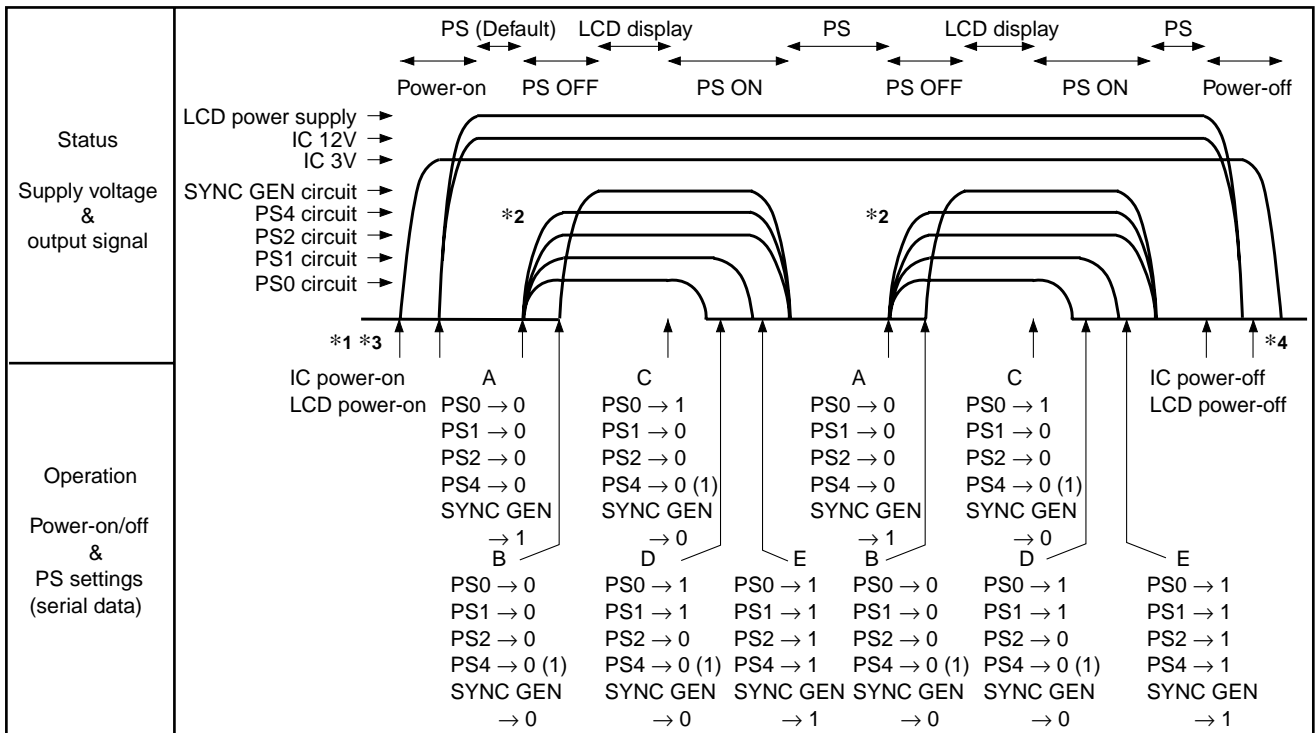 PS (Default) LCD display PS LCD display PS
Power-on PS OFF PS ON PS OFF PS ON Power-off
Status
Supply voltage
&
output signal
LCD power supply →
IC 12V →
IC 3V →
SYNC GEN circuit →
PS4 circuit →
PS2 circuit →
PS1 circuit →
PS0 circuit →
*2 *2
*1 *3 *4
Operation
Power-on/off
&
PS settings
(serial data)
IC power-on
LCD power-on
A
PS0 → 0
PS1 → 0
PS2 → 0
PS4 → 0
SYNC GEN
→ 1
C
PS0 → 1
PS1 → 0
PS2 → 0
PS4 → 0 (1)
SYNC GEN
→ 0
A
PS0 → 0
PS1 → 0
PS2 → 0
PS4 → 0
SYNC GEN
→ 1
C
PS0 → 1
PS1 → 0
PS2 → 0
PS4 → 0 (1)
SYNC GEN
→ 0
IC power-off
LCD power-off
B
PS0 → 0
PS1 → 0
PS2 → 0
PS4 → 0 (1)
SYNC GEN
→ 0
D
PS0 → 1
PS1 → 1
PS2 → 0
PS4 → 0 (1)
SYNC GEN
→ 0
E
PS0 → 1
PS1 → 1
PS2 → 1
PS4 → 1
SYNC GEN
→ 1
B
PS0 → 0
PS1 → 0
PS2 → 0
PS4 → 0 (1)
SYNC GEN
→ 0
D
PS0 → 1
PS1 → 1
PS2 → 0
PS4 → 0 (1)
SYNC GEN
→ 0
E
PS0 → 1
PS1 → 1
PS2 → 1
PS4 → 1
SYNC GEN
→ 1